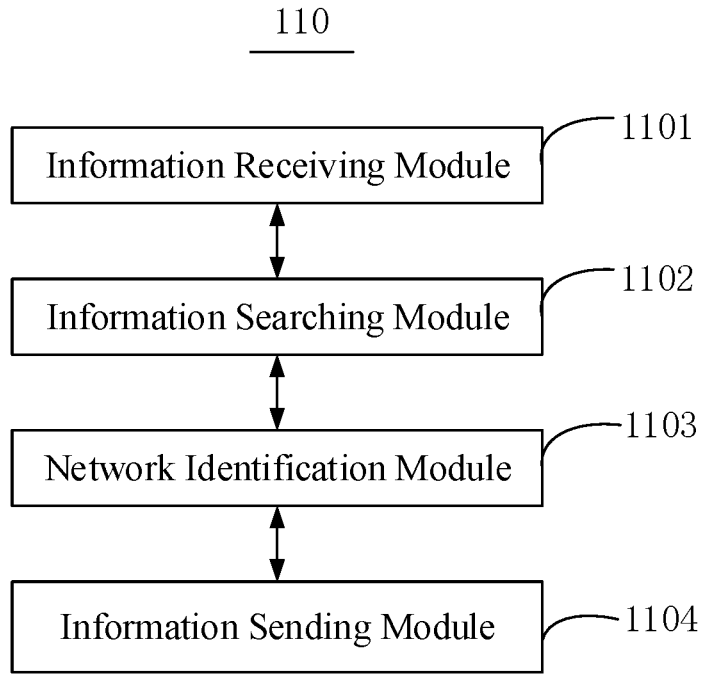 110
Information Receiving Module
1101
Information Searching Module
1102
Network Identification Module
1103
Information Sending Module
1104